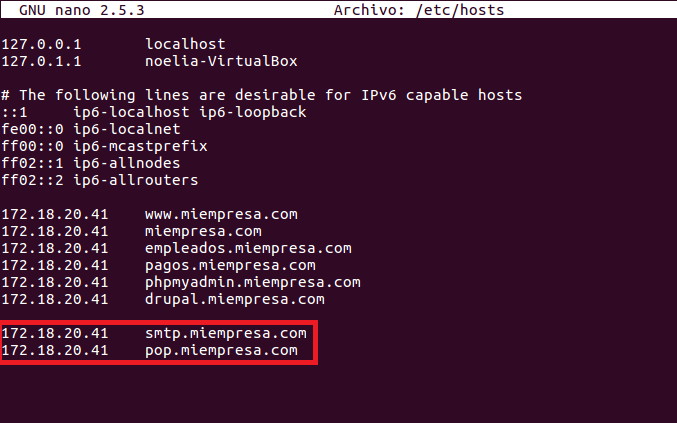 GNU nano 2.5.3 Archivo: /etc/hosts
127.0.0.1 localhost
127.0.1.1 noelia-VirtualBox
# The following lines are desirable for IPv6 capable hosts
::1 ip6-localhost ip6-loopback
fe00::0 ip6-localnet
ff00::0 ip6-mcastprefix
ff02::1 ip6-allnodes
ff02::2 ip6-allrouters
172.18.20.41 www.miempresa.com
172.18.20.41 miempresa.com
172.18.20.41 empleados.miempresa.com
172.18.20.41 pagos.miempresa.com
172.18.20.41 phpmyadmin.miempresa.com
172.18.20.41 drupal.miempresa.com
172.18.20.41 smtp.miempresa.com
172.18.20.41 pop.miempresa.com